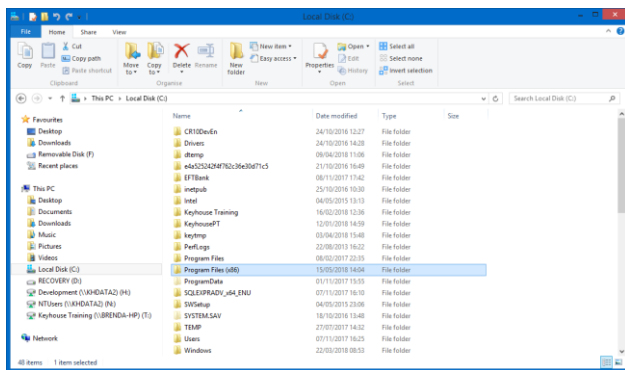 Local Disk (C:)
File Home Share View
Copy
Paste
Cut
Copy path
Paste shortcut
Clipboard
Move to
Copy to
Delete
Rename
Organise
New folder
New item
Easy access
New
Properties
Open
Edit
History
Open
Select all
Select none
Invert selection
Select
This PC Local Disk (C:)
Search Local Disk (C:)
Favourites
Desktop
Downloads
Removable Disk (F)
Recent places
This PC
Desktop
Documents
Downloads
Music
Pictures
Videos
Local Disk (C:)
RECOVERY (D:)
Development (\\KHDATA2) (H:)
NTUsers (\\KHDATA2) (N:)
Keyhouse Training (\\BRENDA-HP) (T:)
Network
Name Date modified Type Size
CR10DevEn 24/10/2016 12:27 File folder
Drivers 24/10/2016 14:28 File folder
dtemp 09/04/2018 11:06 File folder
e4a525242f4f762c36e30d71c5 21/10/2016 16:49 File folder
EFTBank 08/11/2017 17:42 File folder
inetpub 25/10/2016 10:30 File folder
Intel 04/05/2015 13:13 File folder
Keyhouse Training 16/02/2018 12:36 File folder
KeyhousePT 12/01/2018 14:59 File folder
keytmp 03/04/2018 15:48 File folder
PerfLogs 22/08/2013 16:22 File folder
Program Files 08/02/2017 22:35 File folder
Program Files (x86) 15/05/2018 14:04 File folder
ProgramData 01/11/2017 15:55 File folder
SQLEXPRADV_x64_ENU 07/11/2017 16:10 File folder
SWSetup 04/05/2015 23:06 File folder
SYSTEM.SAV 18/10/2016 13:48 File folder
TEMP 27/07/2017 14:32 File folder
Users 07/11/2017 16:25 File folder
Windows 22/03/2018 08:53 File folder
48 items 1 item selected